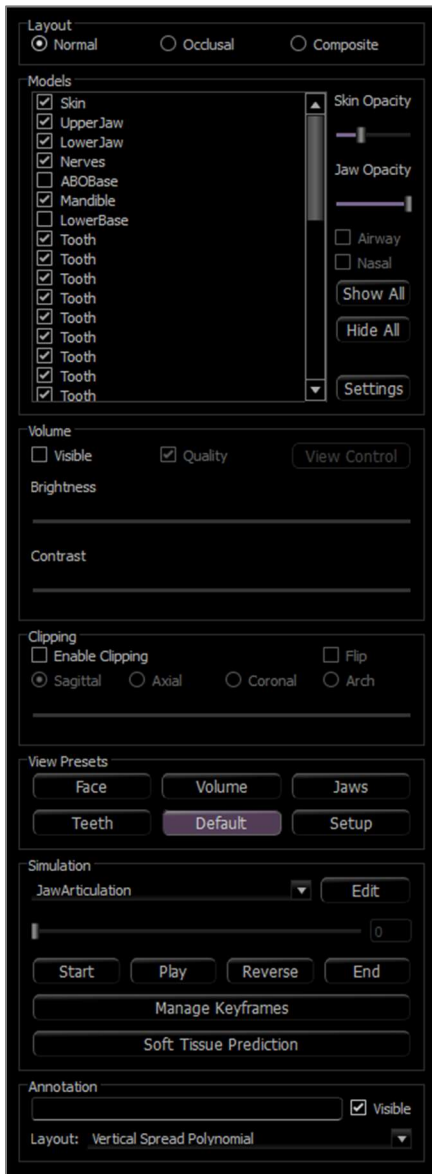 Layout
Normal Occlusal Composite
Models
Skin
UpperJaw
LowerJaw
Nerves
ABOBase
Mandible
LowerBase
Tooth
Tooth
Tooth
Tooth
Tooth
Tooth
Tooth
Tooth
Tooth
Skin Opacity
Jaw Opacity
Airway
Nasal
Show All
Hide All
Settings
Volume
Visible Quality View Control
Brightness
Contrast
Clipping
Enable Clipping Flip
Sagittal Axial Coronal Arch
View Presets
Face Volume Jaws
Teeth Default Setup
Simulation
JawArticulation Edit
0
Start Play Reverse End
Manage Keyframes
Soft Tissue Prediction
Annotation
Visible
Layout: Vertical Spread Polynomial